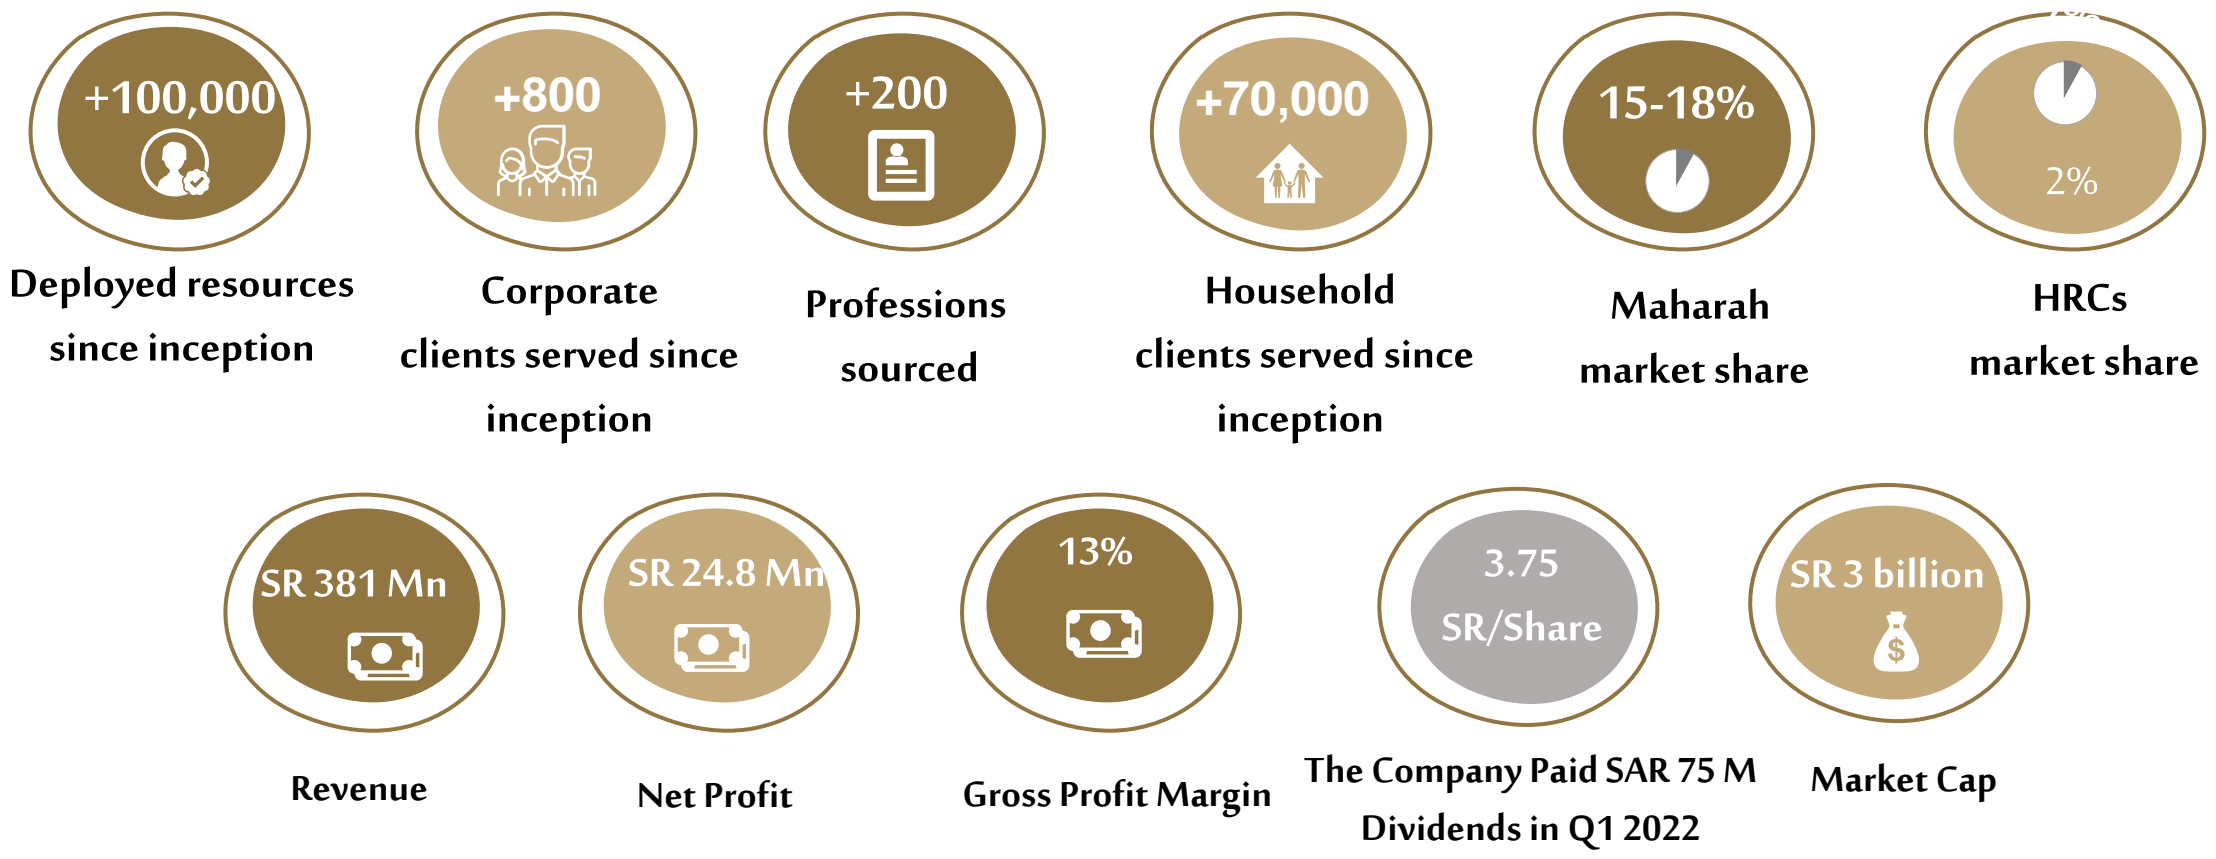 +100,000
Deployed resources
since inception
+800
Corporate
clients served since
inception
+200
Professions
sourced
+70,000
Household
clients served since
inception
15-18%
Maharah
market share
2%
HRCs
market share
SR 381 Mn
Revenue
SR 24.8 Mn
Net Profit
13%
Gross Profit Margin
3.75
SR/Share
The Company Paid SAR 75 M
Dividends in Q1 2022
SR 3 billion
$
Market Cap